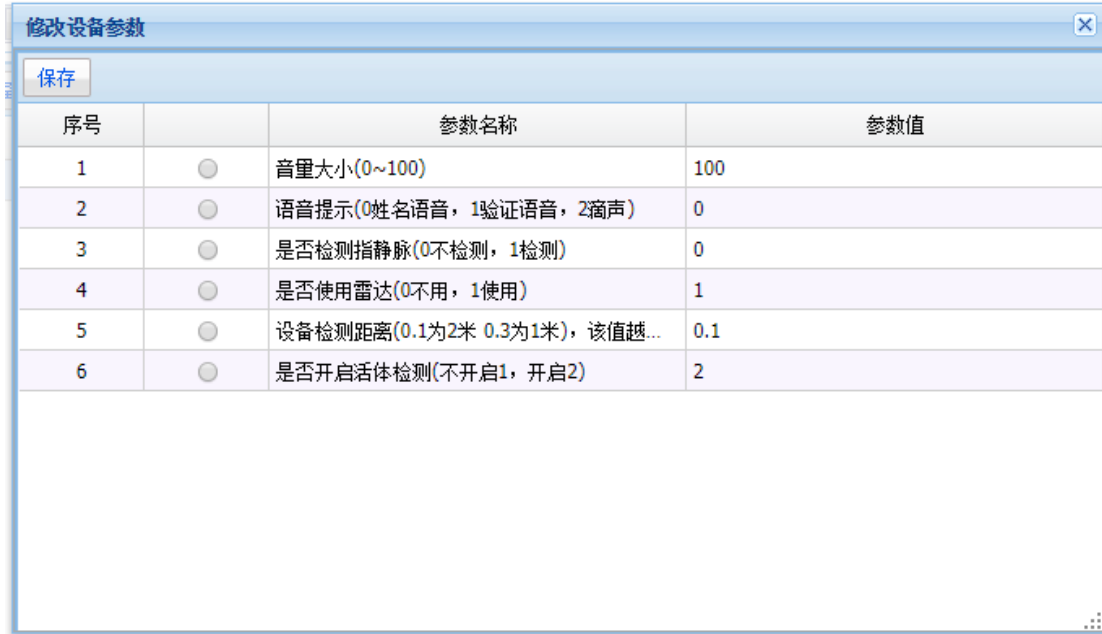 修改设备参数
保存
序号 参数名称 参数值
1 音量大小(0~100) 100
2 语音提示(0姓名语音，1验证语音，2滴声) 0
3 是否检测指静脉(0不检测，1检测) 0
4 是否使用雷达(0不用，1使用) 1
5 设备检测距离(0.1为2米 0.3为1米)，该值越... 0.1
6 是否开启活体检测(不开启1，开启2) 2